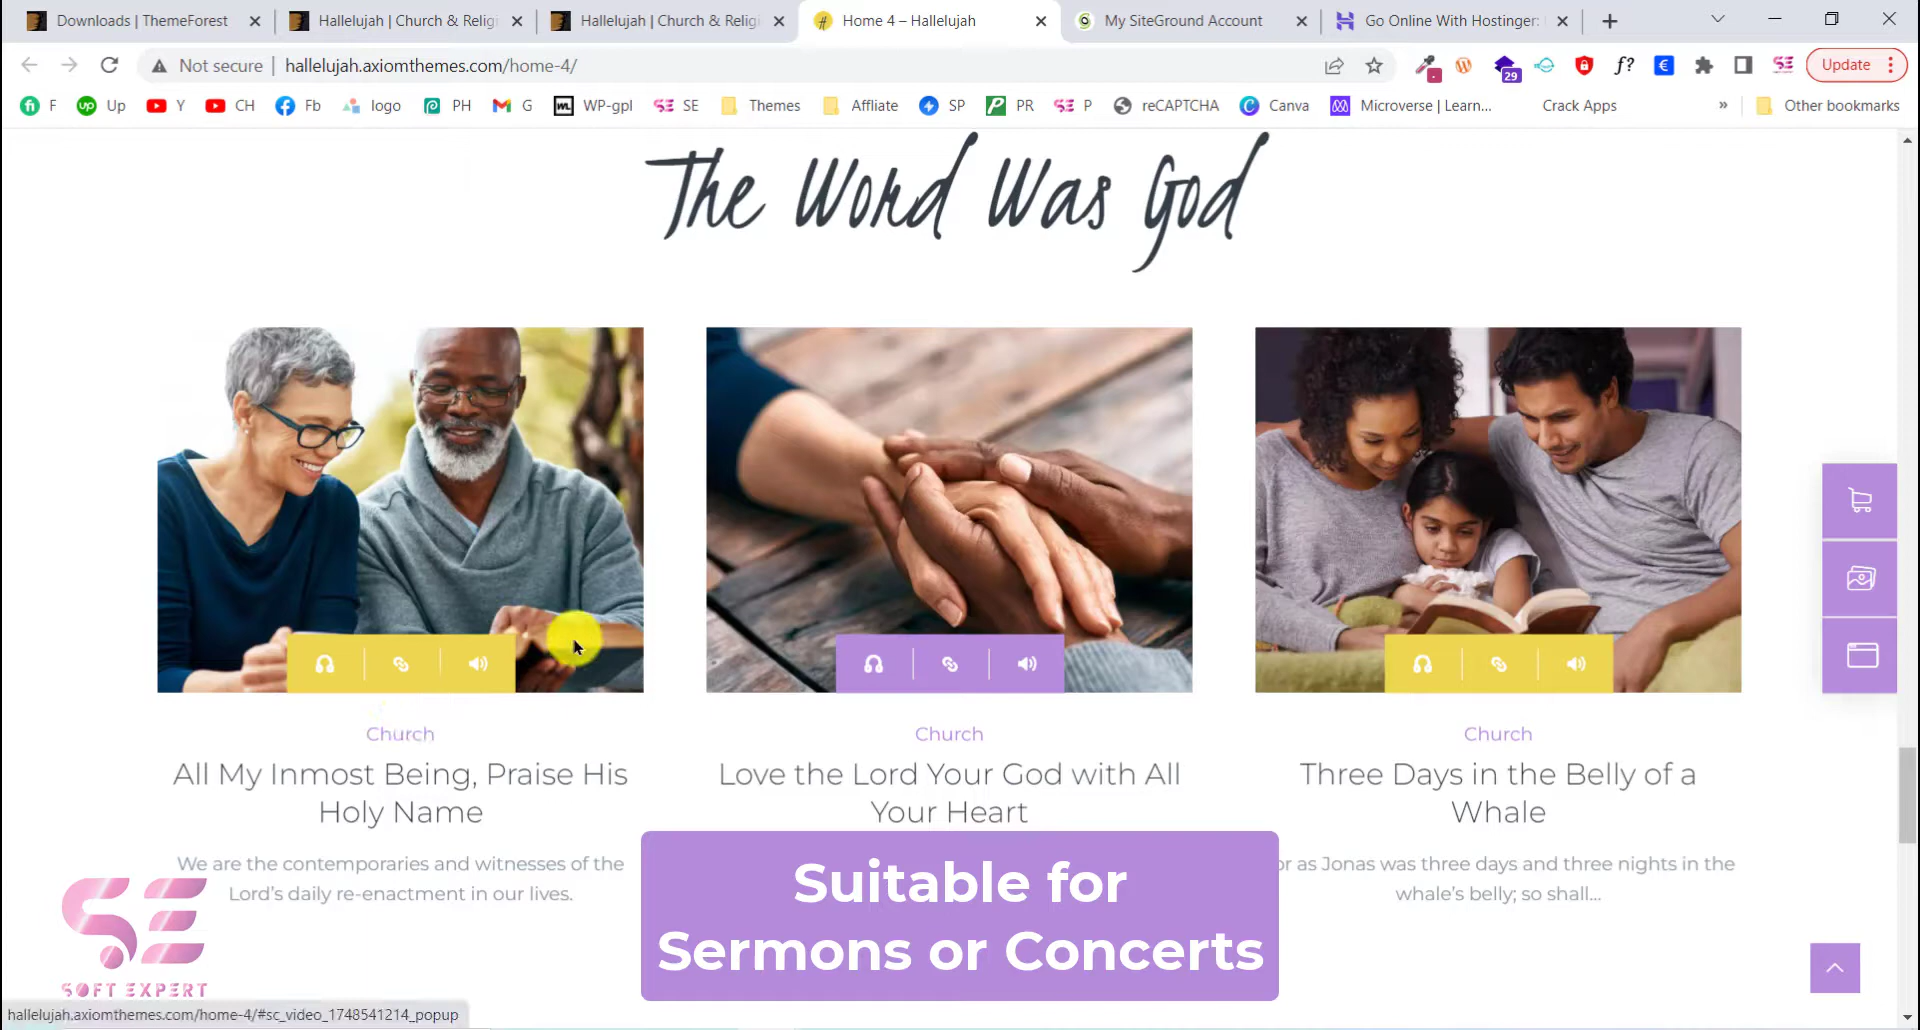 Downloads | ThemeForest
Hallelujah | Church & Relig
Hallelujah | Church & Relig
Home 4 – Hallelujah
My SiteGround Account
Go Online With Hostinger:
Not secure
hallelujah.axiomthemes.com/home-4/
f?
29
SE
Update
F
Up
Y
CH
Fb
logo
PH
G
WP-gpl
SE
Themes
Affliate
SP
PR
P
reCAPTCHA
Canva
Microverse | Learn...
Crack Apps
»
Other bookmarks
The Word Was God
Church
All My Inmost Being, Praise His
Holy Name
We are the contemporaries and witnesses of the
Lord's daily re-enactment in our lives.
Church
Love the Lord Your God with All
Your Heart
Church
Three Days in the Belly of a
Whale
or as Jonas was three days and three nights in the
whale's belly; so shall...
Suitable for
Sermons or Concerts
SE
SOFT EXPERT
hallelujah.axiomthemes.com/home-4/#sc_video_1748541214_popup